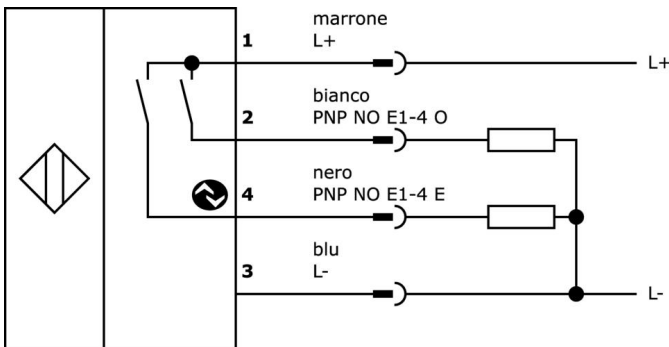 marrone
1 L+
L+
bianco
2 PNP NO E1-4 O
nero
4 PNP NO E1-4 E
blu
3 L-
L-